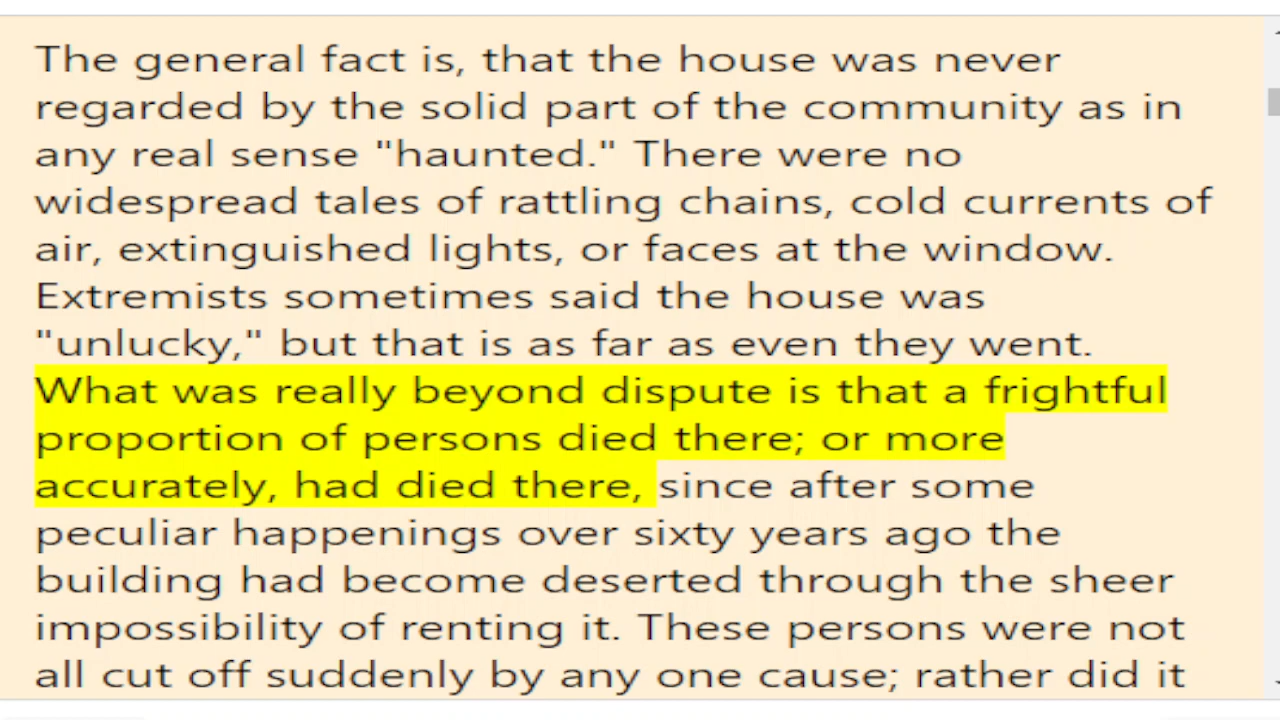 The general fact is, that the house was never
regarded by the solid part of the community as in
any real sense "haunted." There were no
widespread tales of rattling chains, cold currents of
air, extinguished lights, or faces at the window.
Extremists sometimes said the house was
"unlucky," but that is as far as even they went.
What was really beyond dispute is that a frightful
proportion of persons died there; or more
accurately, had died there, since after some
peculiar happenings over sixty years ago the
building had become deserted through the sheer
impossibility of renting it. These persons were not
all cut off suddenly by any one cause; rather did it